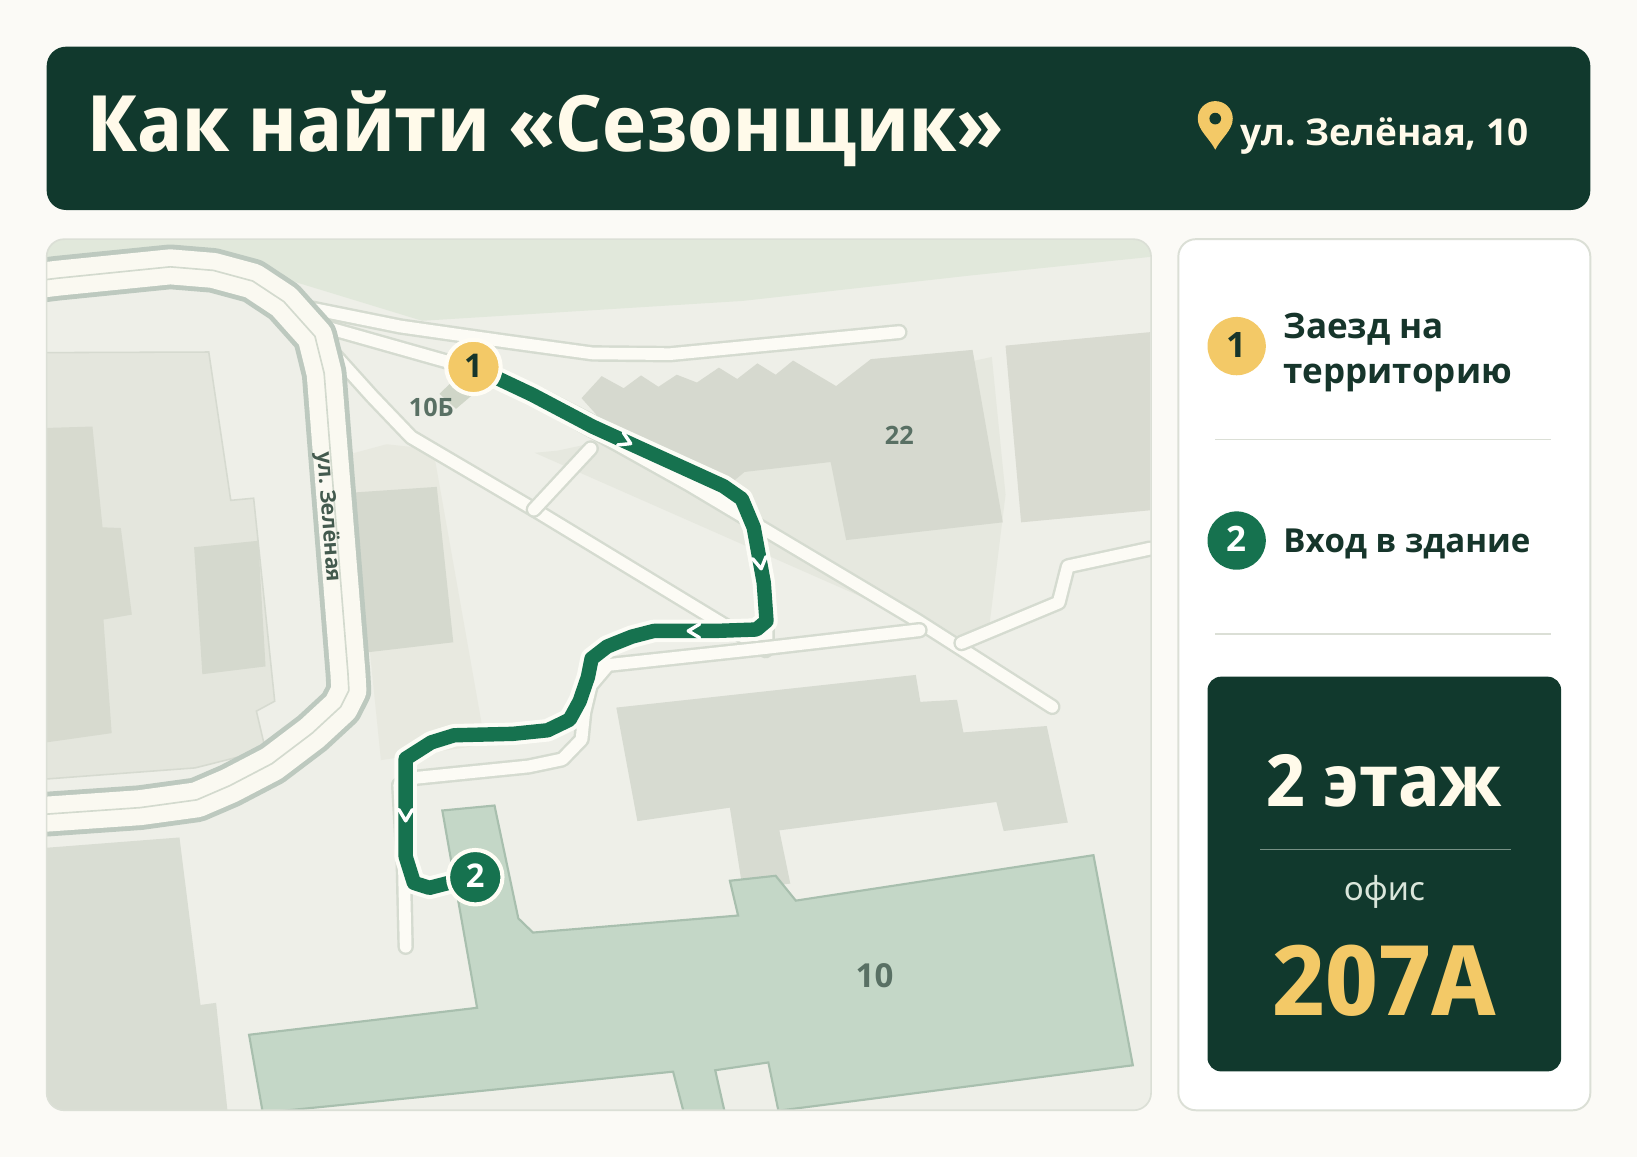 Как найти «Сезонщик»
ул. Зелёная, 10
1
10Б
22
ул. Зелёная
2
10
1
Заезд на
территорию
2
Вход в здание
2 этаж
офис
207А